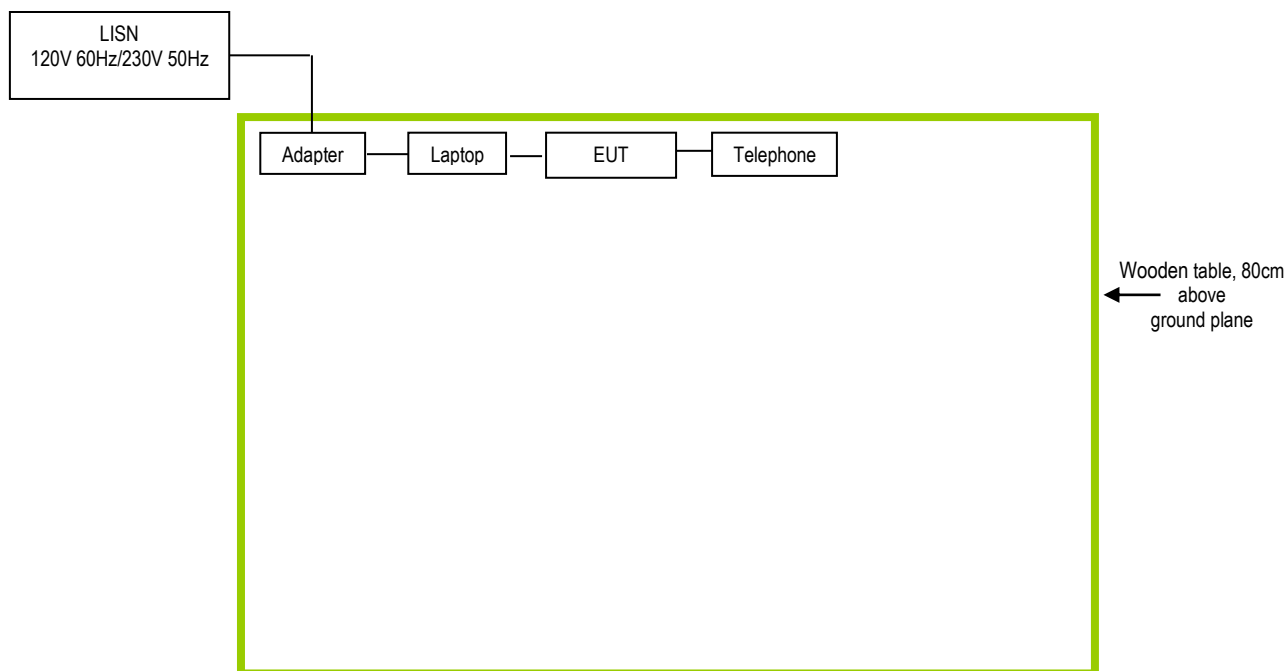 LISN
120V 60Hz/230V 50Hz
Adapter
Laptop
EUT
Telephone
Wooden table, 80cm
above
ground plane